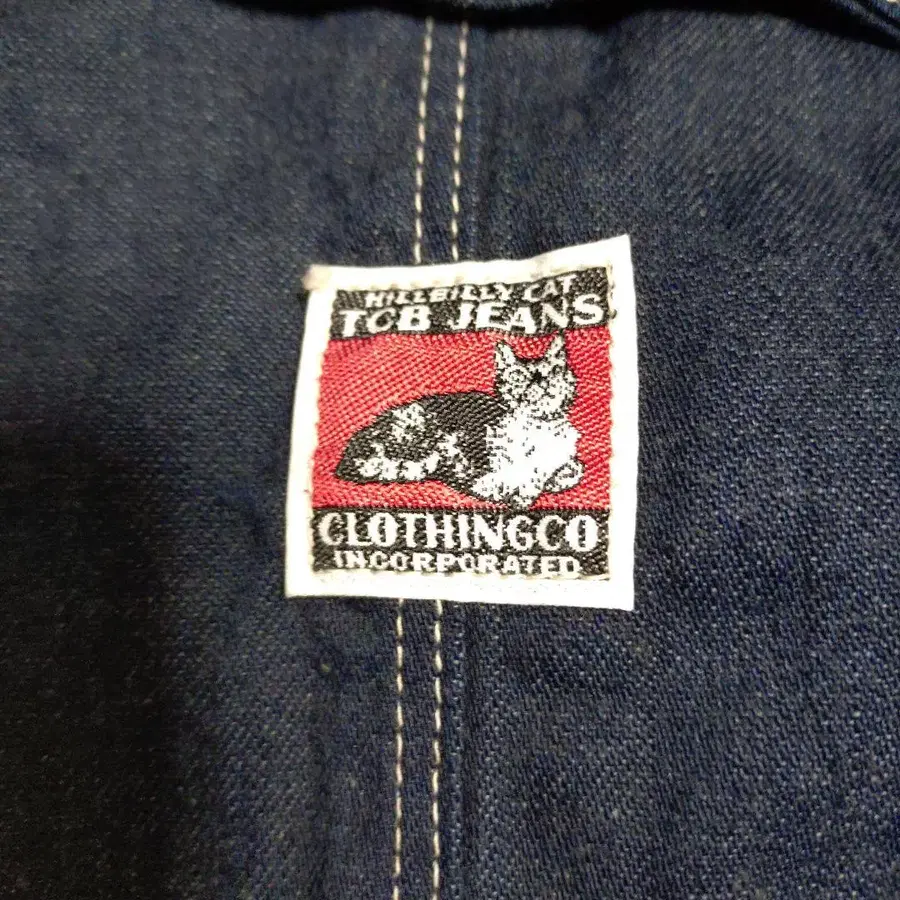 HILLBILLY CAT
TCB JEANS
CLOTHINGCO
INCORPORATED